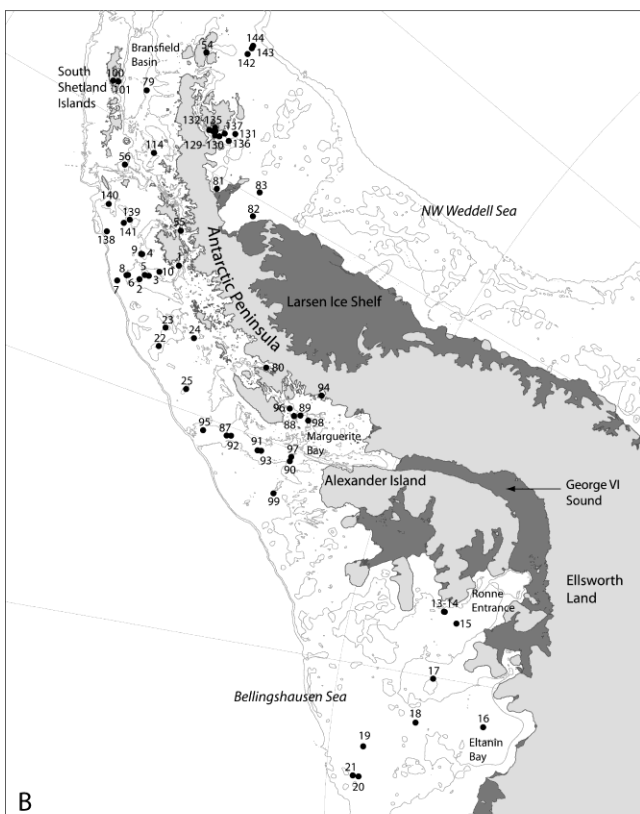 144
54
143
142
Bransfield
Basin
South
Shetland
Islands
100
101
79
132-135
137
131
129-130
136
114
56
81
83
82
NW Weddell Sea
140
139
141
138
55
9
4
1
8
5
10
7
6
2
3
Antarctic Peninsula
Larsen Ice Shelf
23
22
24
80
25
94
96
89
88
98
95
87
92
91
93
97
90
Marguerite
Bay
99
Alexander Island
George VI
Sound
Ellsworth
Land
Ronne
Entrance
13-14
15
17
Bellingshausen Sea
18
16
19
Eltanin
Bay
21
20
B